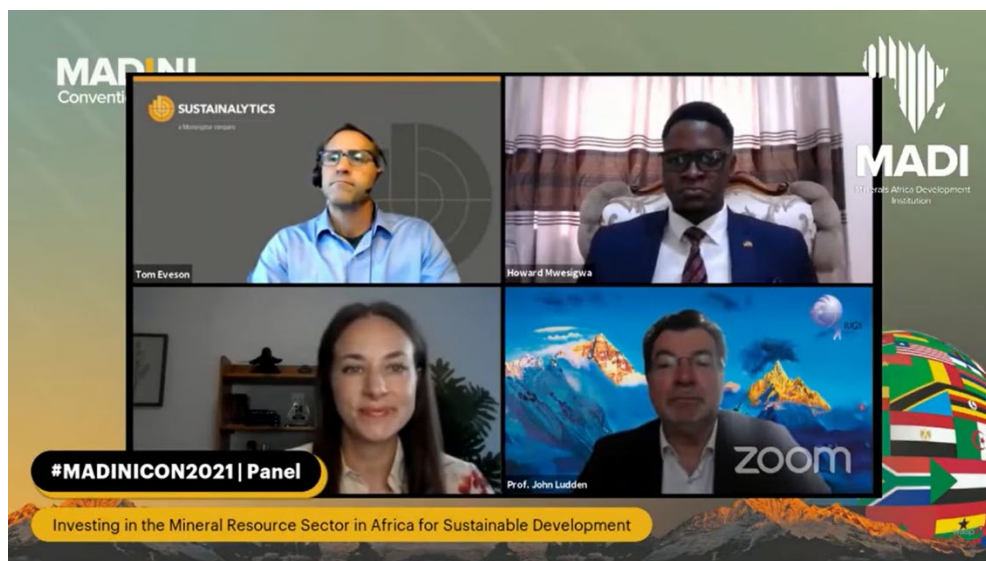 MADINI
Conventi
SUSTAINALYTICS
a Morningstar company
Tom Eveson
Howard Mwesigwa
IUGS
Prof. John Ludden
zoom
MADI
Minerals Africa Development
Institution
#MADINICON2021| Panel
Investing in the Mineral Resource Sector in Africa for Sustainable Development